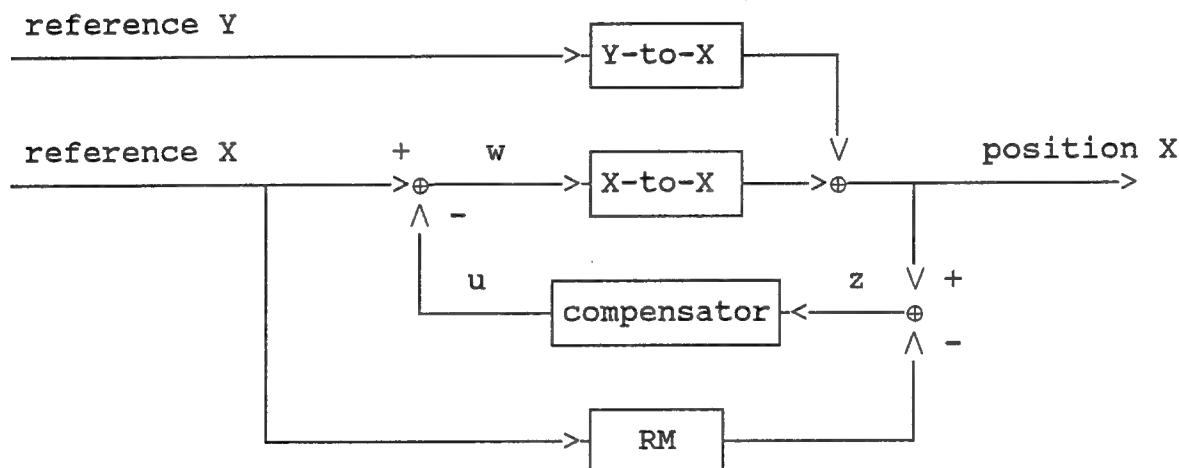 reference Y
Y-to-X
reference X
+
w
X-to-X
position X
-
u
compensator
z
+
-
RM